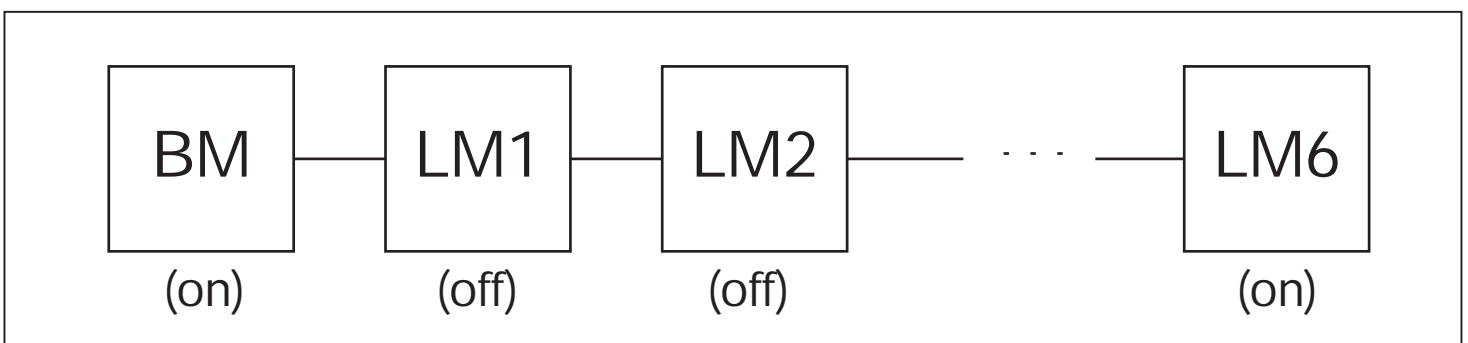 BM LM1 LM2 . . . LM6
(on) (off) (off) (on)